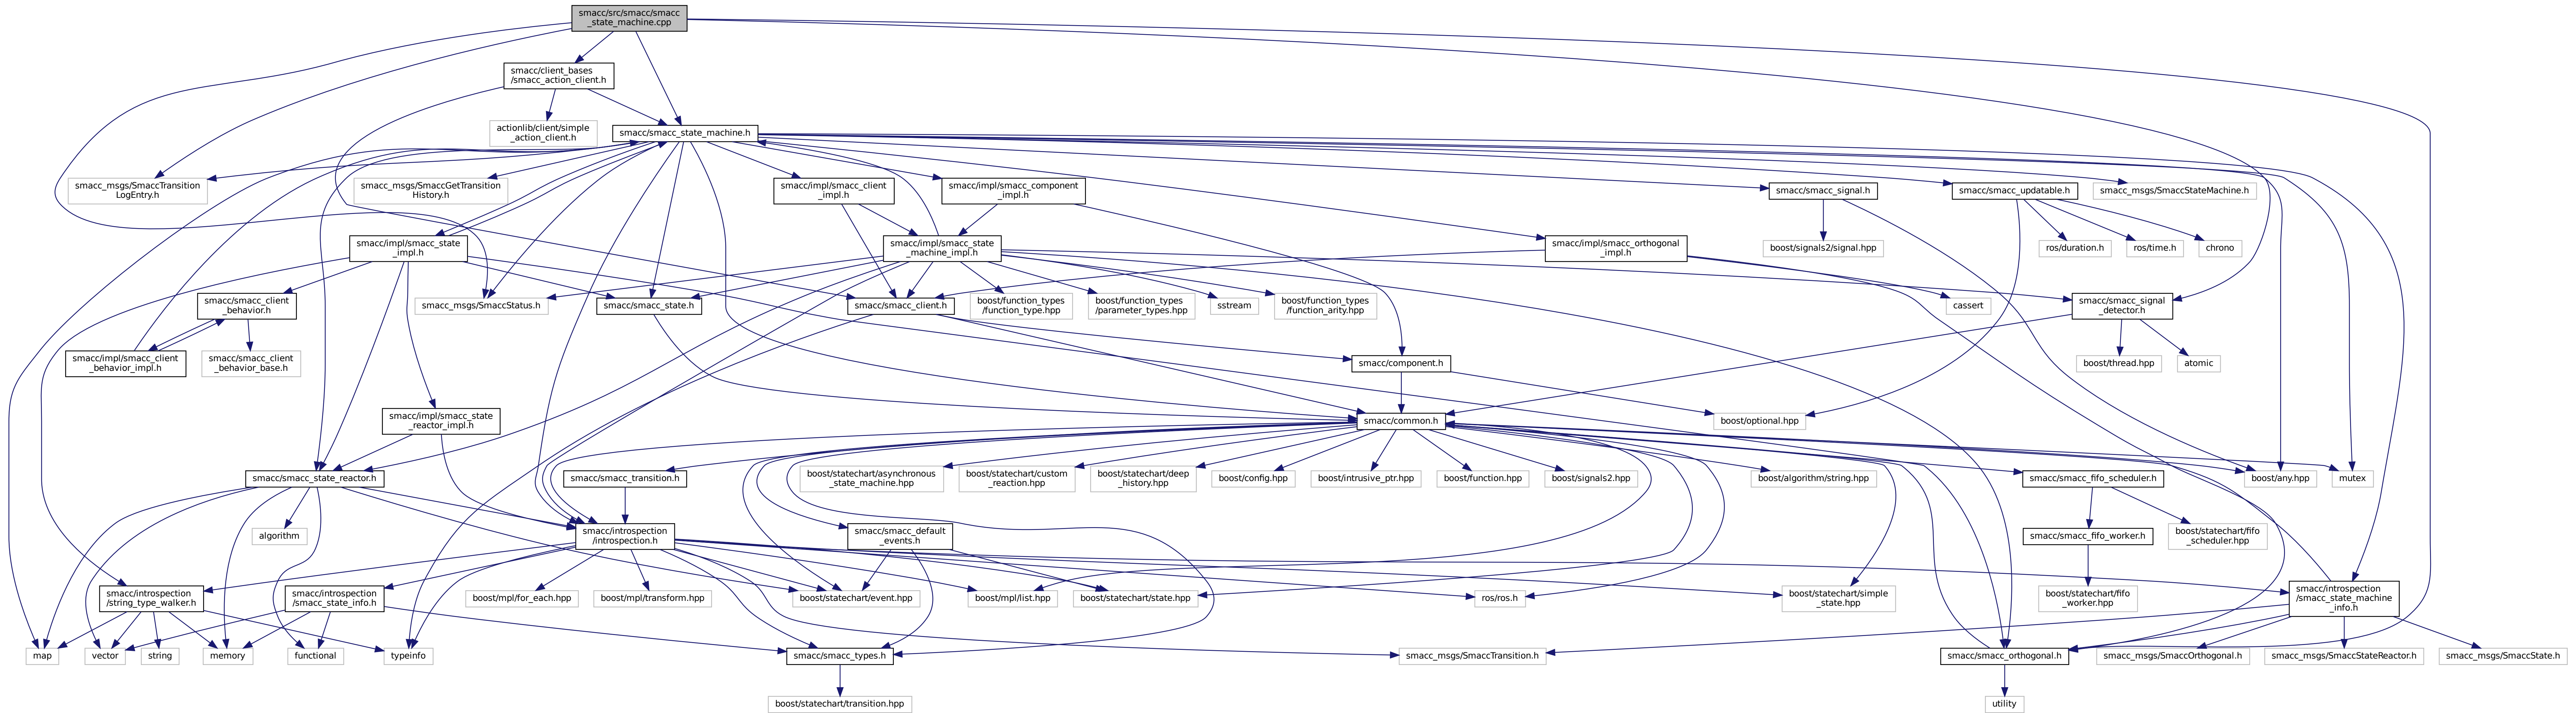 smacc/src/smacc/smacc
_state_machine.cpp
smacc/client_bases
/smacc_action_client.h
actionlib/client/simple
_action_client.h
smacc/smacc_state_machine.h
smacc_msgs/SmaccTransition
LogEntry.h
smacc_msgs/SmaccGetTransition
History.h
smacc/impl/smacc_client
_impl.h
smacc/impl/smacc_component
_impl.h
smacc/smacc_signal.h
smacc/smacc_updatable.h
smacc_msgs/SmaccStateMachine.h
smacc/impl/smacc_state
_impl.h
smacc/impl/smacc_state
_machine_impl.h
smacc/impl/smacc_orthogonal
_impl.h
boost/signals2/signal.hpp
ros/duration.h
ros/time.h
chrono
smacc/smacc_client
_behavior.h
smacc_msgs/SmaccStatus.h
smacc/smacc_state.h
smacc/smacc_client.h
boost/function_types
/function_type.hpp
boost/function_types
/parameter_types.hpp
sstream
boost/function_types
/function_arity.hpp
cassert
smacc/smacc_signal
_detector.h
smacc/impl/smacc_client
_behavior_impl.h
smacc/smacc_client
_behavior_base.h
smacc/component.h
boost/thread.hpp
atomic
smacc/impl/smacc_state
_reactor_impl.h
smacc/common.h
boost/optional.hpp
smacc/smacc_state_reactor.h
smacc/smacc_transition.h
boost/statechart/asynchronous
_state_machine.hpp
boost/statechart/custom
_reaction.hpp
boost/statechart/deep
_history.hpp
boost/config.hpp
boost/intrusive_ptr.hpp
boost/function.hpp
boost/signals2.hpp
boost/algorithm/string.hpp
smacc/smacc_fifo_scheduler.h
boost/any.hpp
mutex
algorithm
smacc/introspection
/introspection.h
smacc/smacc_default
_events.h
smacc/smacc_fifo_worker.h
boost/statechart/fifo
_scheduler.hpp
smacc/introspection
/string_type_walker.h
smacc/introspection
/smacc_state_info.h
boost/mpl/for_each.hpp
boost/mpl/transform.hpp
boost/statechart/event.hpp
boost/mpl/list.hpp
boost/statechart/state.hpp
ros/ros.h
boost/statechart/simple
_state.hpp
boost/statechart/fifo
_worker.hpp
smacc/introspection
/smacc_state_machine
_info.h
map
vector
string
memory
functional
typeinfo
smacc/smacc_types.h
smacc_msgs/SmaccTransition.h
smacc/smacc_orthogonal.h
smacc_msgs/SmaccOrthogonal.h
smacc_msgs/SmaccStateReactor.h
smacc_msgs/SmaccState.h
boost/statechart/transition.hpp
utility